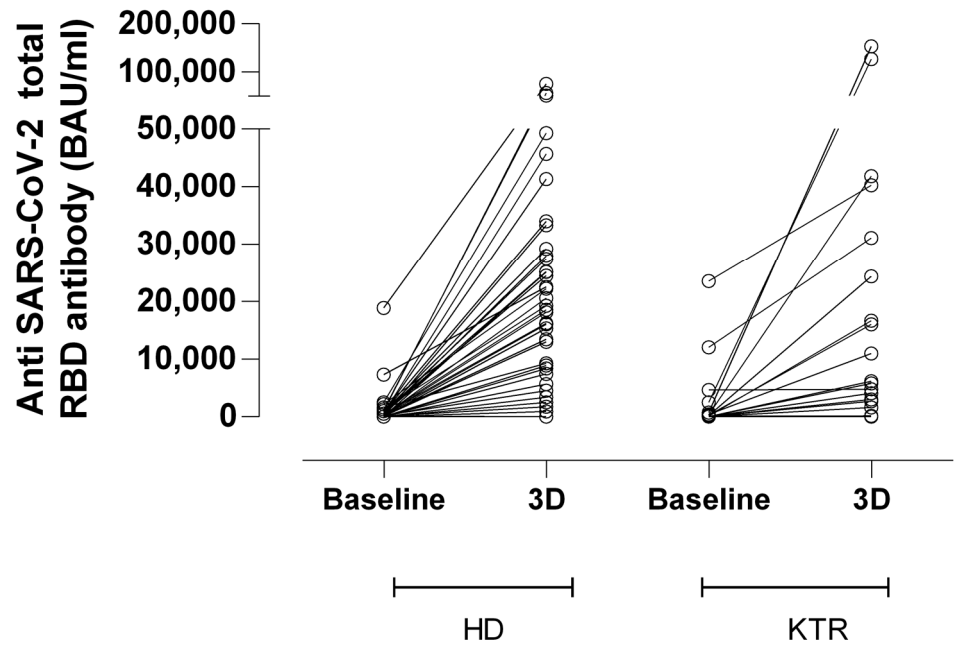 Anti SARS-CoV-2 total
RBD antibody (BAU/ml)
200,000
100,000
50,000
40,000
30,000
20,000
10,000
0
Baseline 3D Baseline 3D
HD KTR